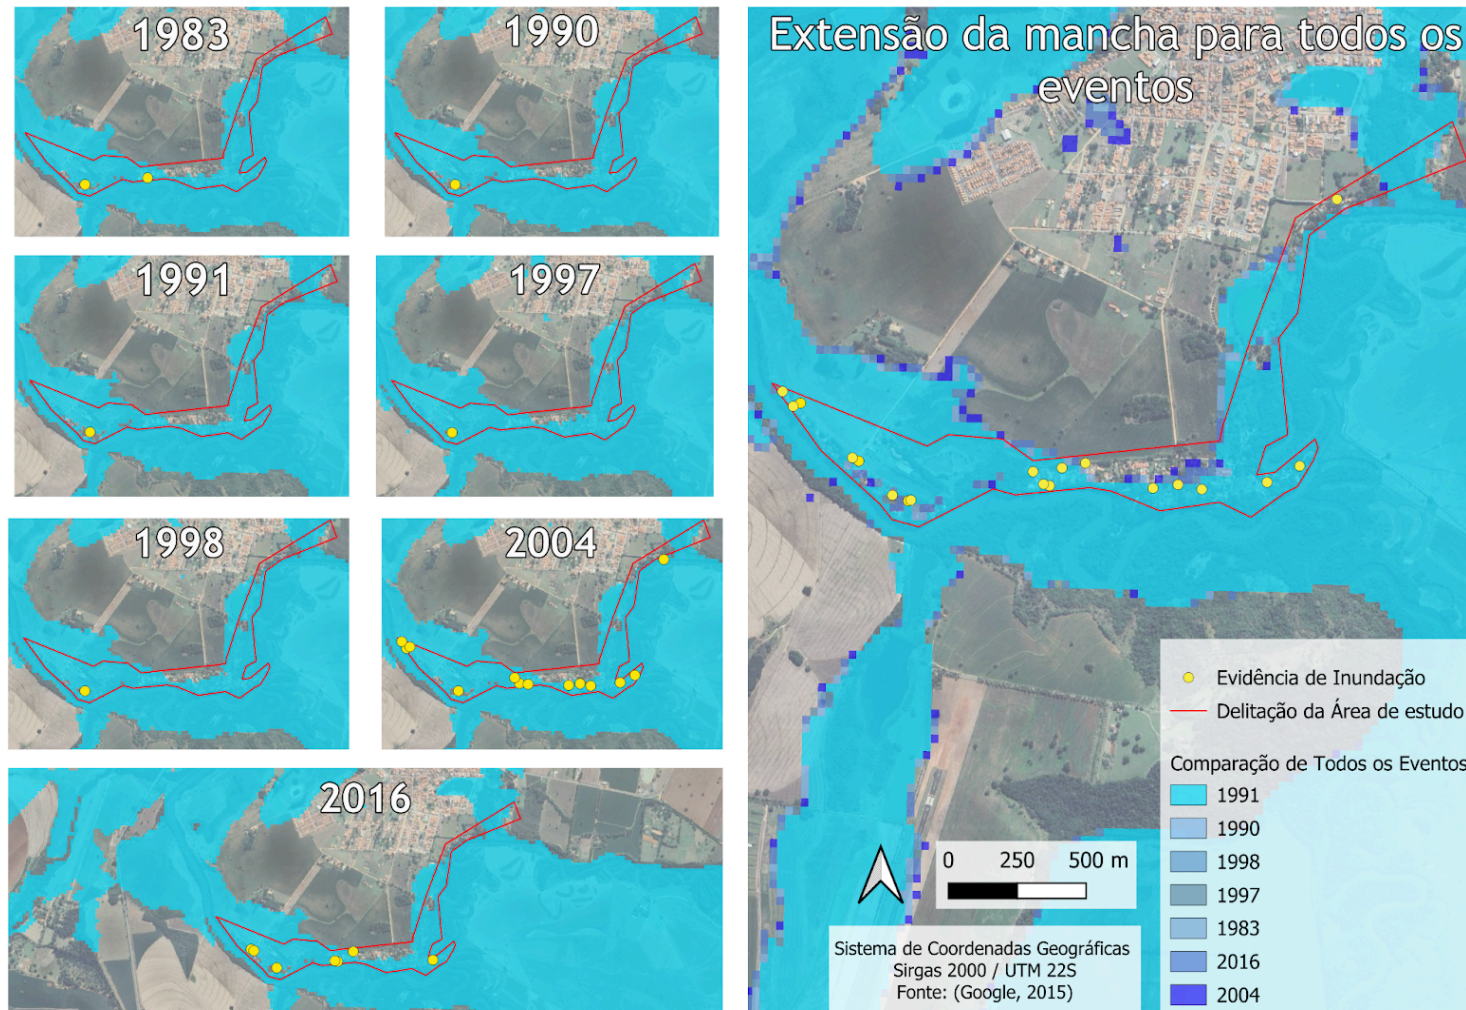 1983
1990
1991
1997
1998
2004
2016
Extensão da mancha para todos os
eventos
Evidência de Inundação
Delitação da Área de estudo
Comparação de Todos os Eventos
1991
1990
1998
1997
1983
2016
2004
0 250 500 m
Sistema de Coordenadas Geográficas
Sirgas 2000 / UTM 22S
Fonte: (Google, 2015)